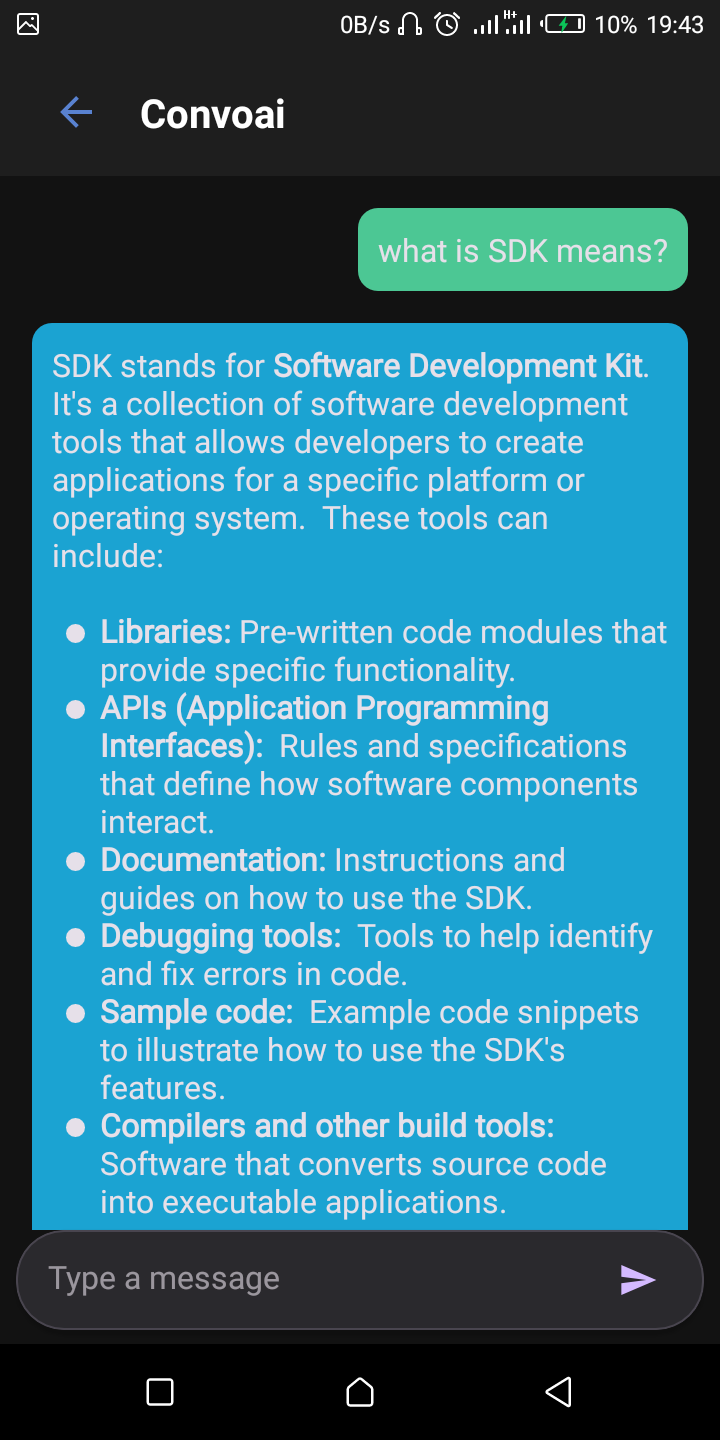 0B/s H+ 10% 19:43
Convoai
what is SDK means?
SDK stands for Software Development Kit.
It's a collection of software development
tools that allows developers to create
applications for a specific platform or
operating system.  These tools can
include:
● Libraries: Pre-written code modules that
provide specific functionality.
● APIs (Application Programming
Interfaces):  Rules and specifications
that define how software components
interact.
● Documentation: Instructions and
guides on how to use the SDK.
● Debugging tools:  Tools to help identify
and fix errors in code.
● Sample code:  Example code snippets
to illustrate how to use the SDK's
features.
● Compilers and other build tools:
Software that converts source code
into executable applications.
Type a message